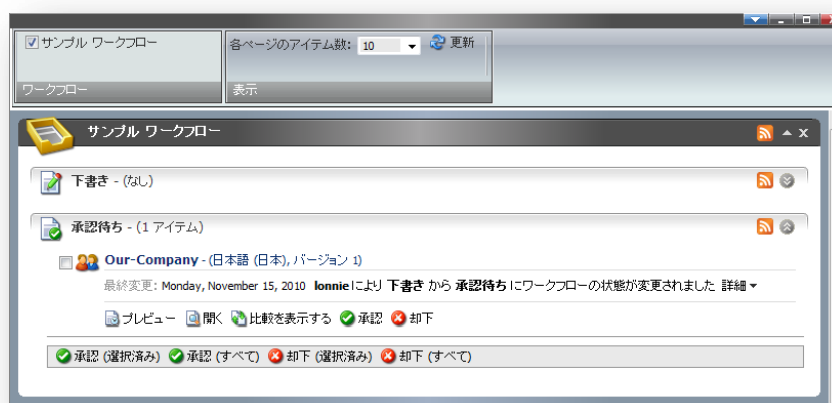 サンプル ワークフロー
各ページのアイテム数: 10 更新
ワークフロー 表示
サンプル ワークフロー
下書き - (なし)
承認待ち - (1 アイテム)
Our-Company - (日本語 (日本), バージョン 1)
最終変更: Monday, November 15, 2010 lonnieにより 下書き から 承認待ち にワークフローの状態が変更されました 詳細
プレビュー 開く 比較を表示する 承認 却下
承認 (選択済み) 承認 (すべて) 却下 (選択済み) 却下 (すべて)